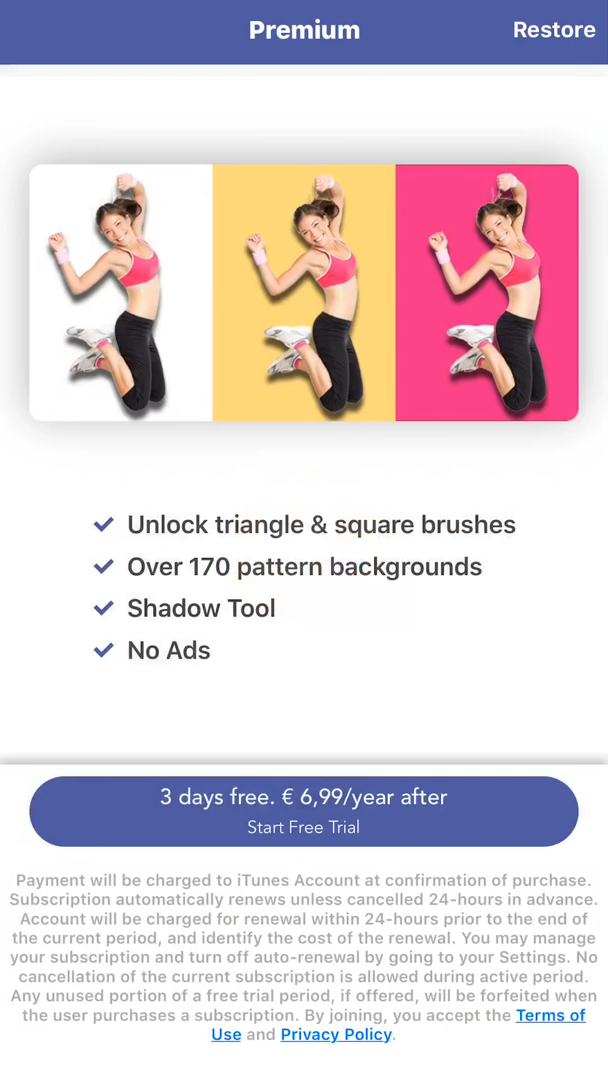 Premium
Restore
Unlock triangle & square brushes
Over 170 pattern backgrounds
Shadow Tool
No Ads
3 days free. € 6,99/year after
Start Free Trial
Payment will be charged to iTunes Account at confirmation of purchase.
Subscription automatically renews unless cancelled 24-hours in advance.
Account will be charged for renewal within 24-hours prior to the end of
the current period, and identify the cost of the renewal. You may manage
your subscription and turn off auto-renewal by going to your Settings. No
cancellation of the current subscription is allowed during active period.
Any unused portion of a free trial period, if offered, will be forfeited when
the user purchases a subscription. By joining, you accept the Terms of
Use and Privacy Policy.